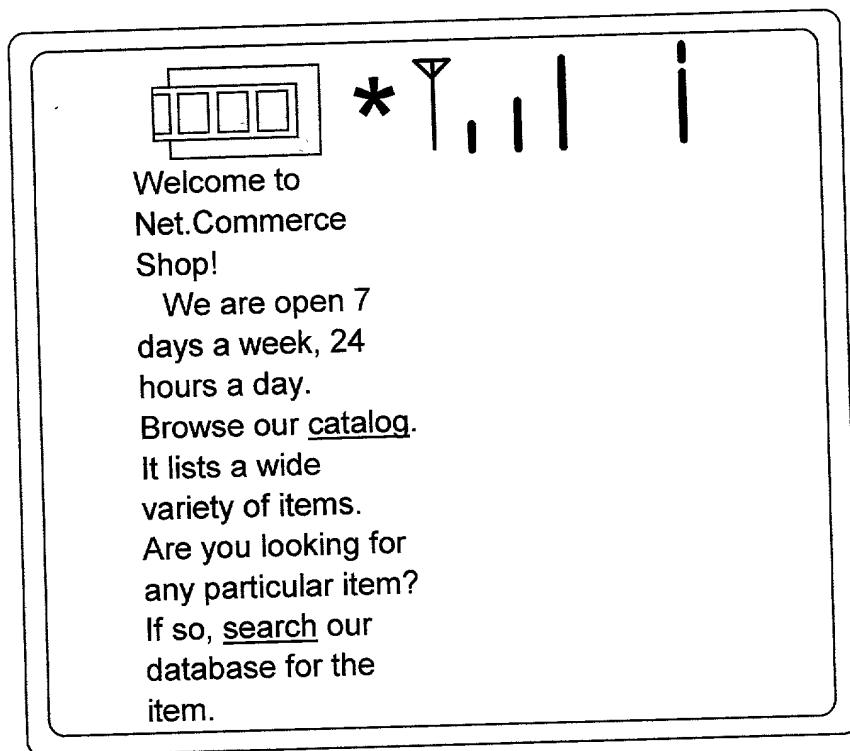 *
i
Welcome to
Net.Commerce
Shop!
We are open 7
days a week, 24
hours a day.
Browse our catalog.
It lists a wide
variety of items.
Are you looking for
any particular item?
If so, search our
database for the
item.